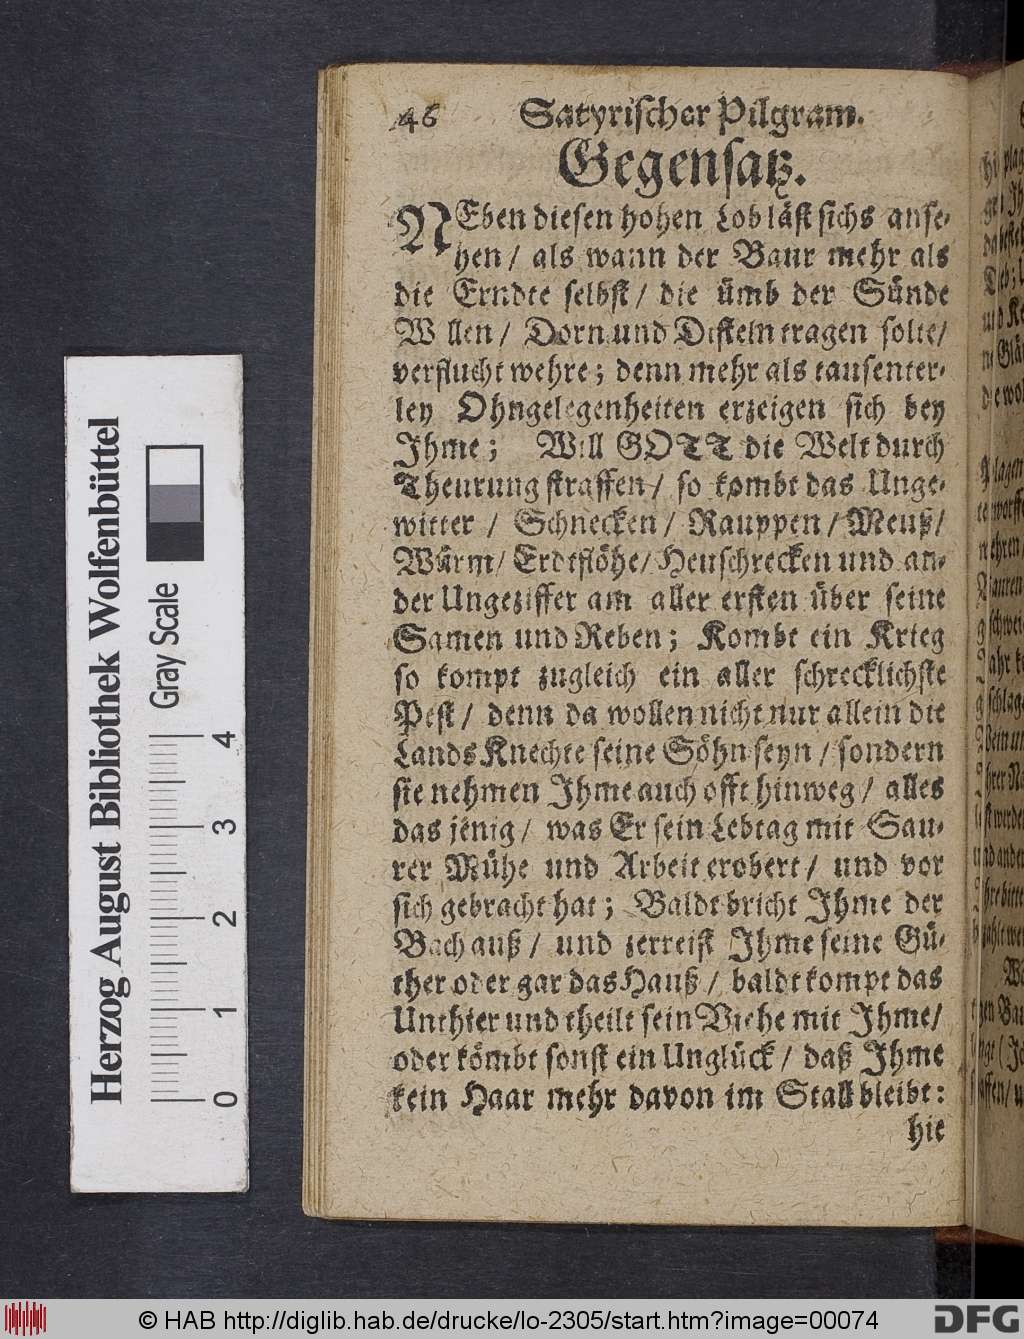 46 Satyrischer Pilgram.
Gegensatz.
NEben diesen hohen Lob läst sichs anse-
hen / als wann der Baur mehr als
die Erndte selbst / die ümb der Sünde
Wllen / Dorn und Disteln tragen solte /
verflucht wehre ; denn mehr als tausenter-
ley Ohngelegenheiten erzeigen sich bey
Ihme ; Will GOTT die Welt durch
Theurung straffen / so kombt das Unge-
witter / Schnecken / Rauppen / Meuß /
Würm / Erdtflöhe / Heuschrecken und an-
der Ungeziffer am aller ersten über seine
Samen und Reben ; Kombt ein Krieg
so kompt zugleich ein aller schrecklichste
Pest / denn da wollen nicht nur allein die
Lands Knechte seine Söhn seyn / sondern
sie nehmen Ihme auch offt hinweg / alles
das jenig / was Er sein Lebtag mit Sau-
rer Mühe und Arbeit erobert / und vor
sich gebracht hat ; Baldt bricht Ihme der
Bach auß / und zerreist Ihme seine Gü-
ther oder gar das Hauß / baldt kompt das
Unthier und theilt sein Viehe mit Ihme /
oder kömbt sonst ein Unglück / daß Ihme
kein Haar mehr davon im Stall bleibt :
hie
Herzog August Bibliothek Wolfenbüttel
Gray Scale
0 1 2 3 4
© HAB http://diglib.hab.de/drucke/lo-2305/start.htm?image=00074
DFG